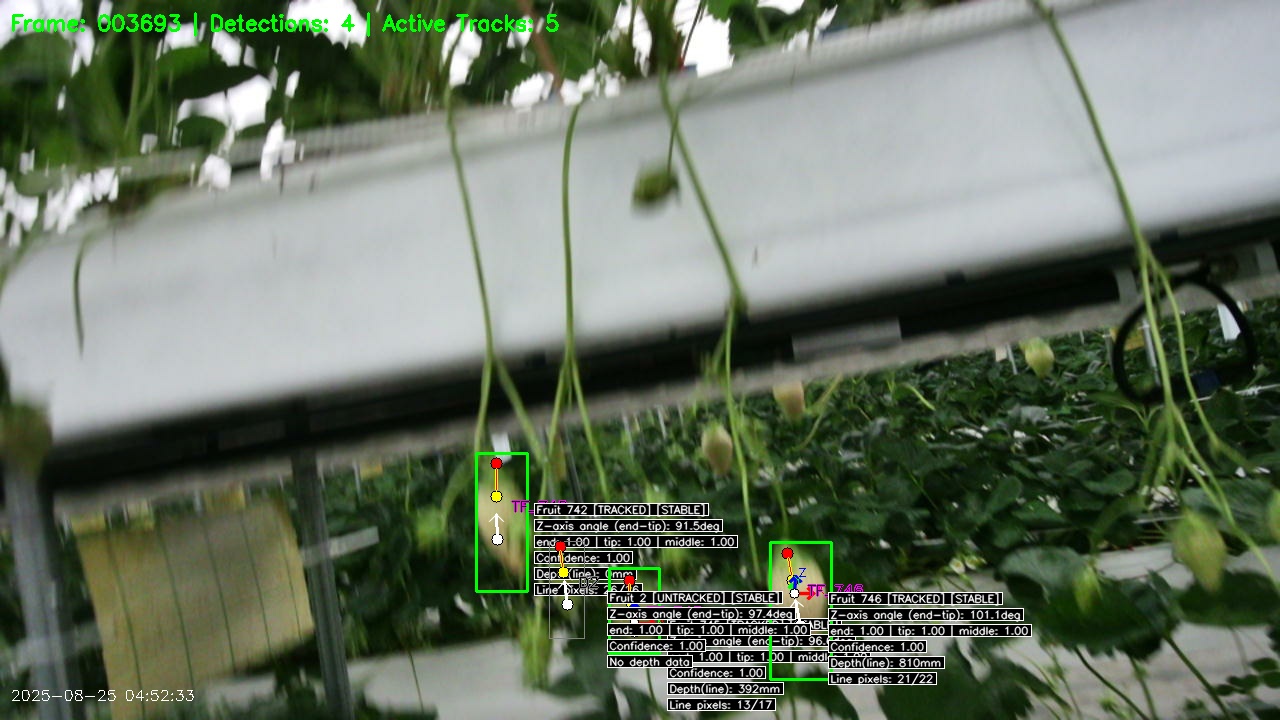 Frame: 003693 | Detections: 4 | Active Tracks: 5
Fruit 742 [TRACKED] [STABLE]
Z-axis angle (end-tip): 91.5deg
end: 1.00 | tip: 1.00 | middle: 1.00
Confidence: 1.00
Depth(line): 0mm
Line pixels:
Fruit 2 [UNTRACKED] [STABLE]
Z-axis angle (end-tip): 97.4deg
end: 1.00 | tip: 1.00 | middle: 1.00
Confidence: 1.00
No depth data
Confidence: 1.00
Depth(line): 392mm
Line pixels: 13/17
Z
Fruit 746 [TRACKED] [STABLE]
Z-axis angle (end-tip): 101.1deg
end: 1.00 | tip: 1.00 | middle: 1.00
Confidence: 1.00
Depth(line): 810mm
Line pixels: 21/22
2025-08-25 04:52:33